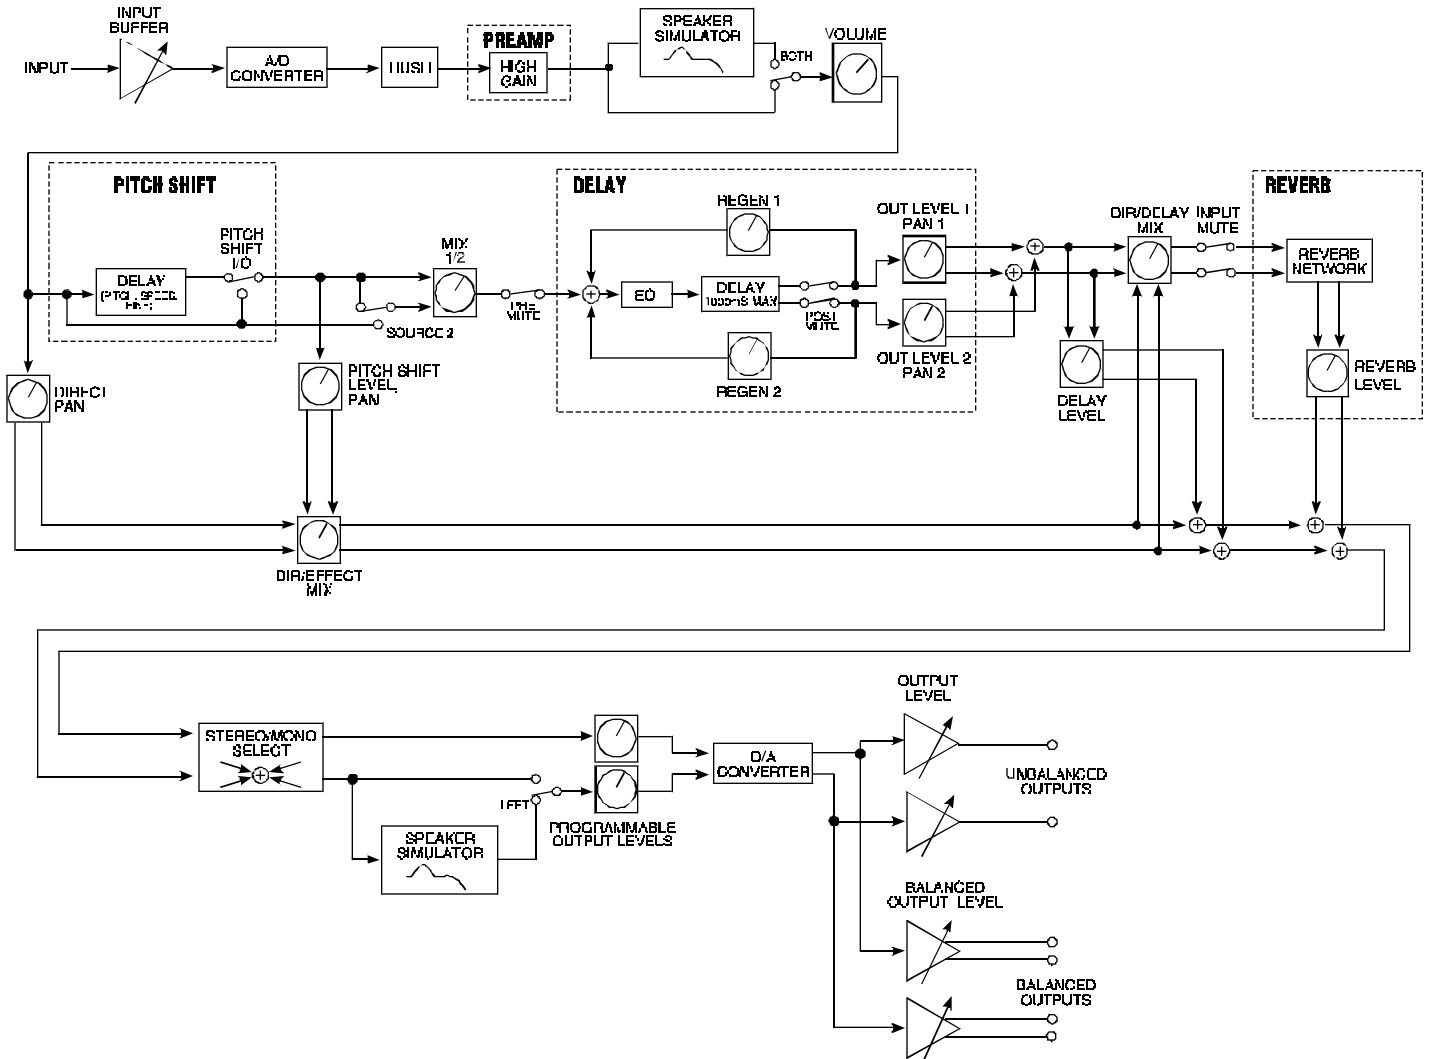 INPUT
BUFFER
INPUT
A/D
CONVERTER
HUSH
PREAMP
HIGH
GAIN
SPEAKER
SIMULATOR
BOTH
VOLUME
PITCH SHIFT
PITCH
SHIFT
I/O
DELAY
MIX
1/2
SOURCE 2
PRE
MUTE
DIRECT
PAN
PITCH SHIFT
LEVEL,
PAN
DELAY
REGEN 1
EQ
DELAY
MAX
POST
MUTE
REGEN 2
OUT LEVEL 1
PAN 1
OUT LEVEL 2
PAN 2
DIR/DELAY
MIX
INPUT
MUTE
DELAY
LEVEL
REVERB
REVERB
NETWORK
REVERB
LEVEL
DIR/EFFECT
MIX
STEREO/MONO
SELECT
LEFT
SPEAKER
SIMULATOR
PROGRAMMABLE
OUTPUT LEVELS
D/A
CONVERTER
OUTPUT
LEVEL
UNBALANCED
OUTPUTS
BALANCED
OUTPUT LEVEL
BALANCED
OUTPUTS